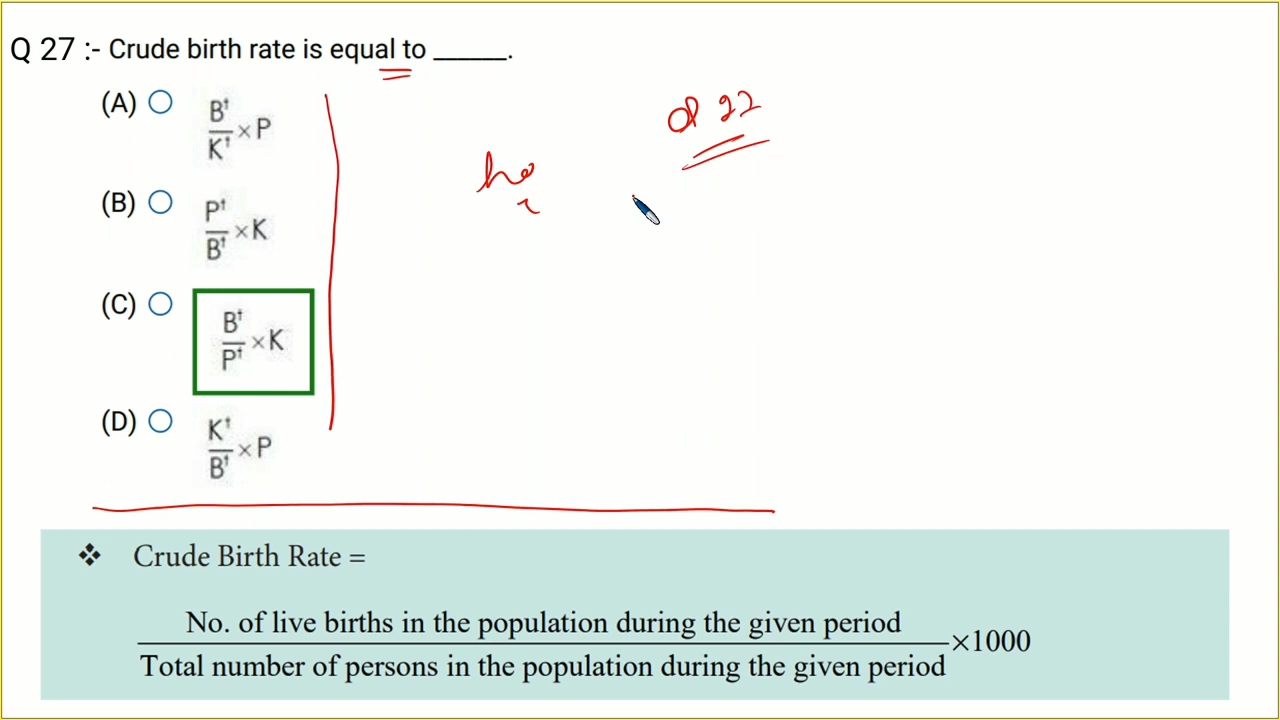 Q 27 :- Crude birth rate is equal to ______.
(A) Bᵗ/Kᵗ × P
(B) Pᵗ/Bᵗ × K
(C) Bᵗ/Pᵗ × K
(D) Kᵗ/Bᵗ × P
❖ Crude Birth Rate =
No. of live births in the population during the given period
Total number of persons in the population during the given period
×1000